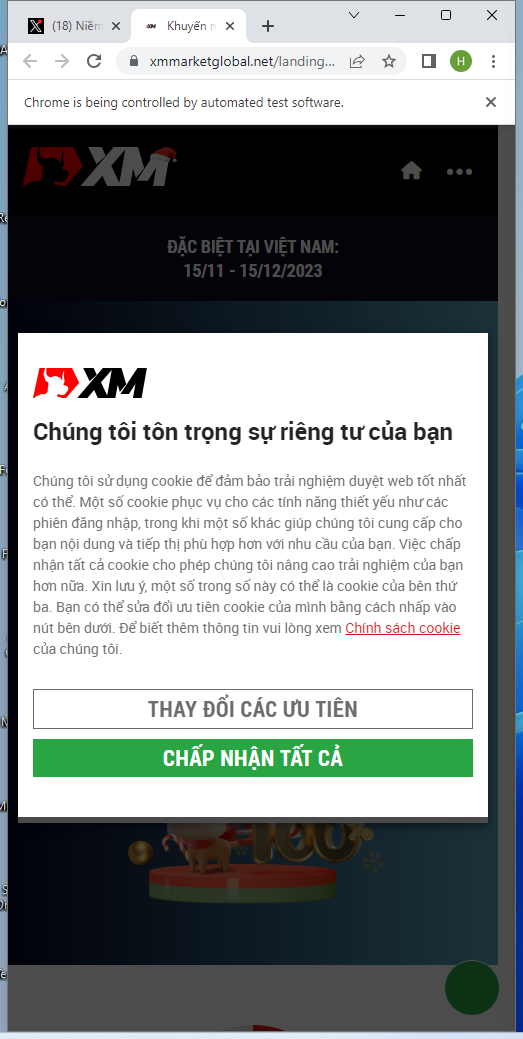 (18) Niềm
Khuyến m
xmmarketglobal.net/landing...
H
Chrome is being controlled by automated test software.
XM
ĐẶC BIỆT TẠI VIỆT NAM:
15/11 - 15/12/2023
XM
Chúng tôi tôn trọng sự riêng tư của bạn
Chúng tôi sử dụng cookie để đảm bảo trải nghiệm duyệt web tốt nhất
có thể. Một số cookie phục vụ cho các tính năng thiết yếu như các
phiên đăng nhập, trong khi một số khác giúp chúng tôi cung cấp cho
bạn nội dung và tiếp thị phù hợp hơn với nhu cầu của bạn. Việc chấp
nhận tất cả cookie cho phép chúng tôi nâng cao trải nghiệm của bạn
hơn nữa. Xin lưu ý, một số trong số này có thể là cookie của bên thứ
ba. Bạn có thể sửa đổi ưu tiên cookie của mình bằng cách nhấp vào
nút bên dưới. Để biết thêm thông tin vui lòng xem Chính sách cookie
của chúng tôi.
THAY ĐỔI CÁC ƯU TIÊN
CHẤP NHẬN TẤT CẢ
100